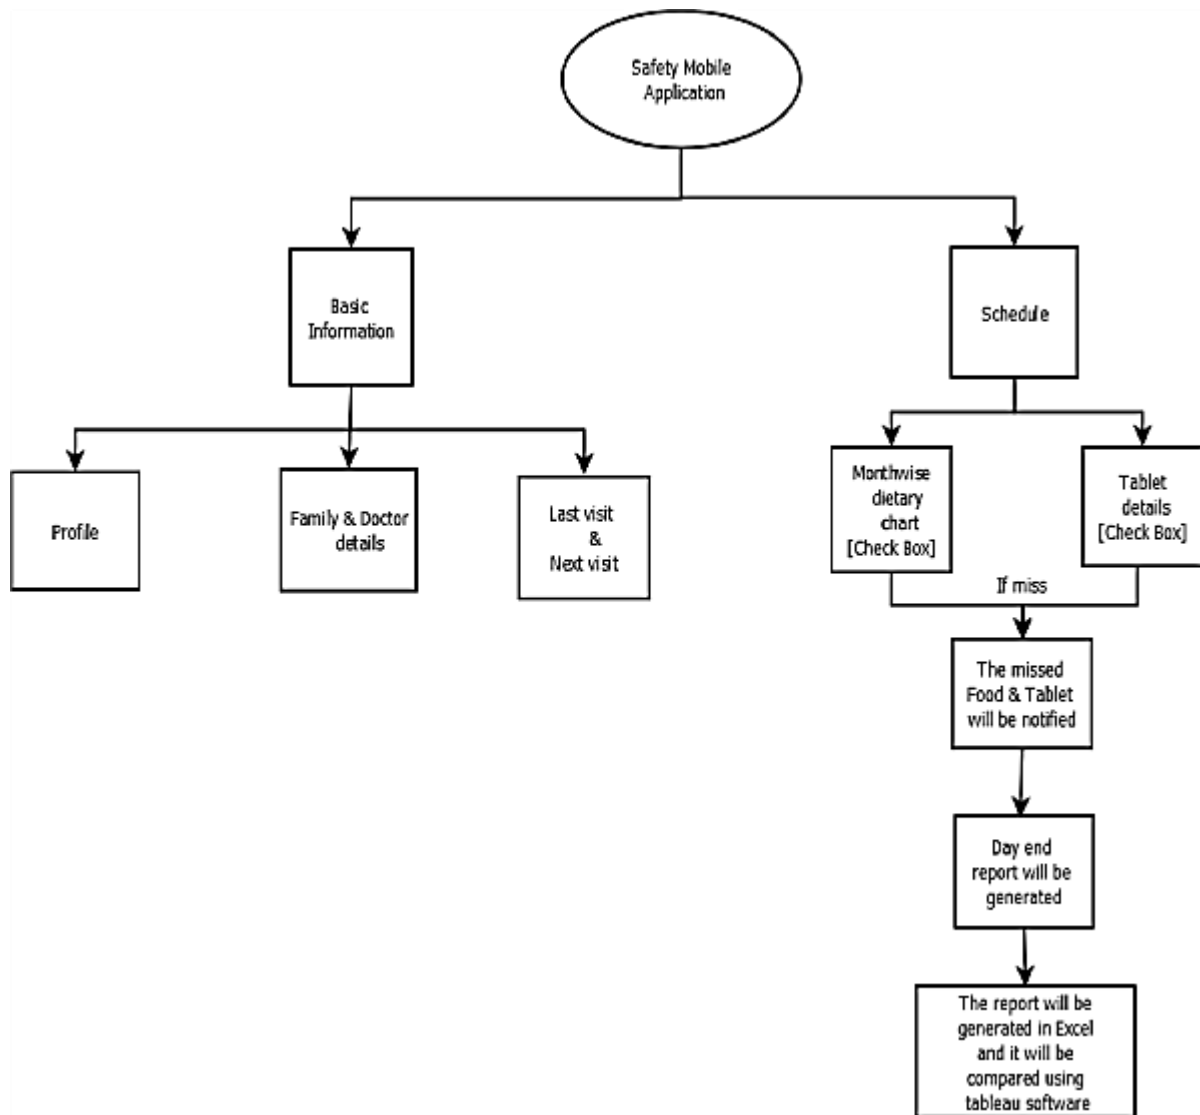 Safety Mobile
Application
Basic
Information
Schedule
Profile
Family & Doctor
details
Last visit
&
Next visit
Monthwise
dietary
chart
[Check Box]
Tablet
details
[Check Box]
If miss
The missed
Food & Tablet
will be notified
Day end
report will be
generated
The report will be
generated in Excel
and it will be
compared using
tableau software